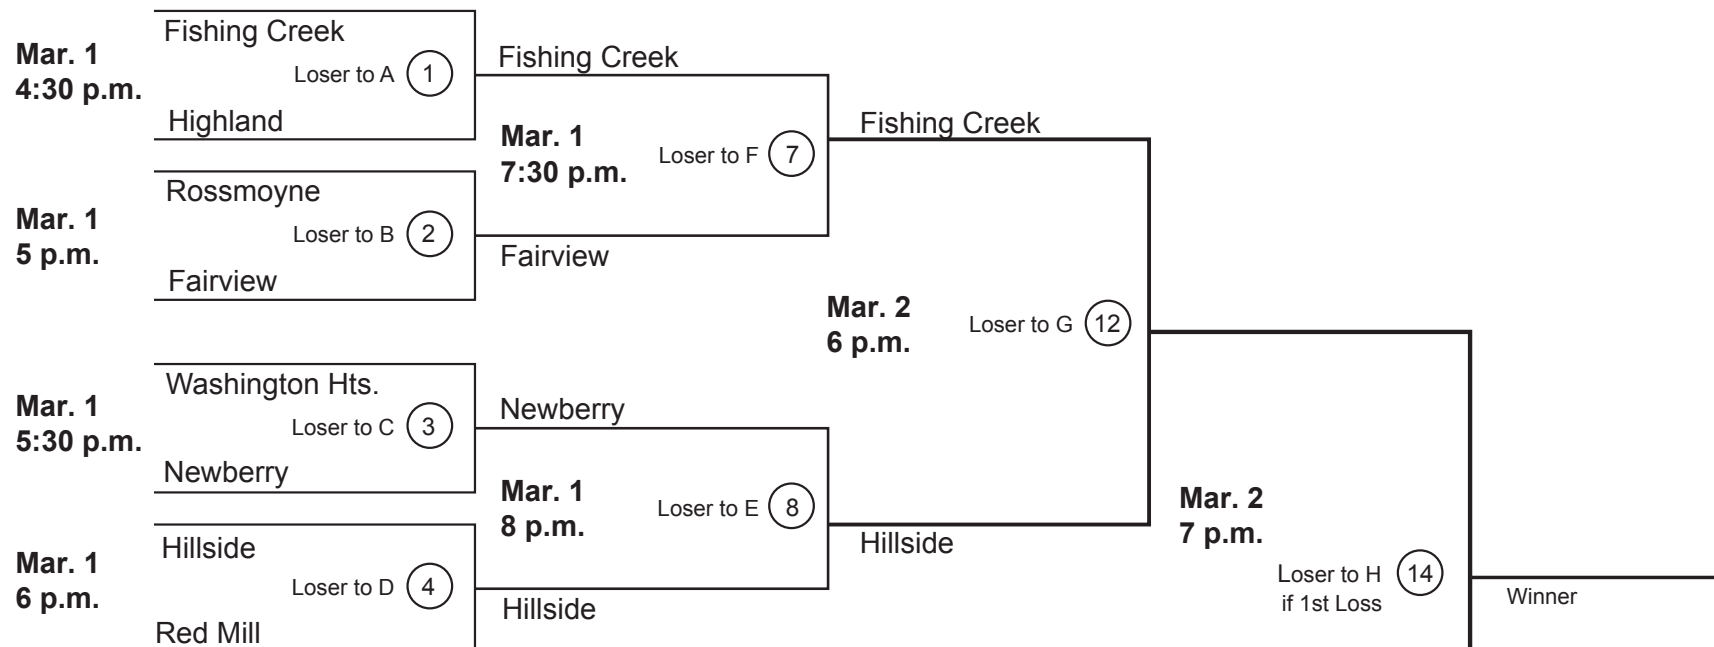 Fishing Creek
Mar. 1
4:30 p.m.
Loser to A 1
Highland
Fishing Creek
Mar. 1
7:30 p.m.
Loser to F 7
Fishing Creek
Rossmoyne
Mar. 1
5 p.m.
Loser to B 2
Fairview
Fairview
Mar. 2
6 p.m.
Loser to G 12
Washington Hts.
Mar. 1
5:30 p.m.
Loser to C 3
Newberry
Newberry
Mar. 1
8 p.m.
Loser to E 8
Hillside
Mar. 2
7 p.m.
Hillside
Mar. 1
6 p.m.
Loser to D 4
Red Mill
Hillside
Loser to H 14
if 1st Loss
Winner